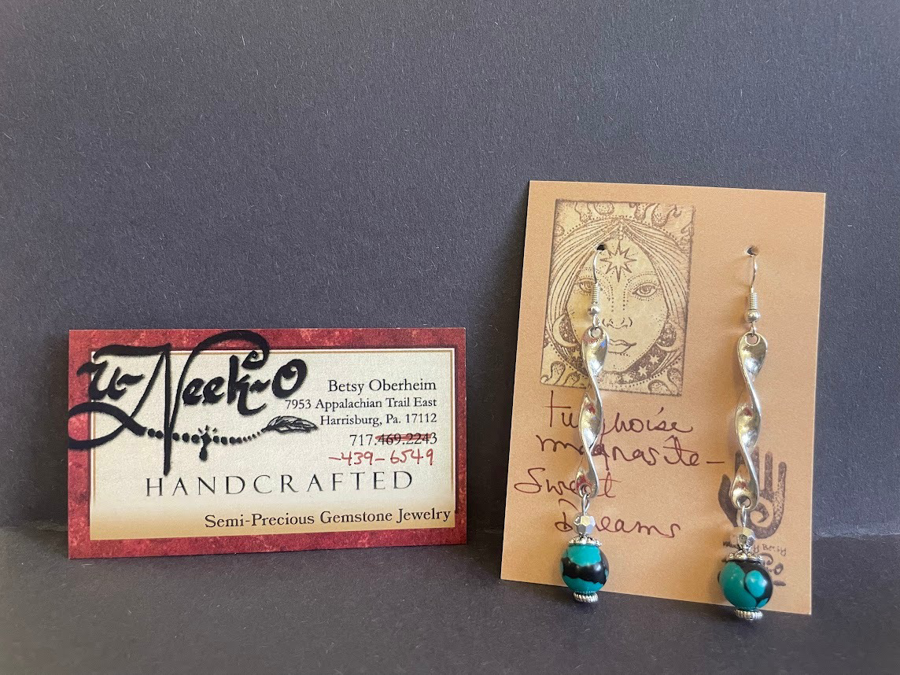 u-Neek-O
Betsy Oberheim
7953 Appalachian Trail East
Harrisburg, Pa. 17112
717.469.2243
-439-6549
HANDCRAFTED
Semi-Precious Gemstone Jewelry
turquoise
magnasite-
Sweet
Dreams